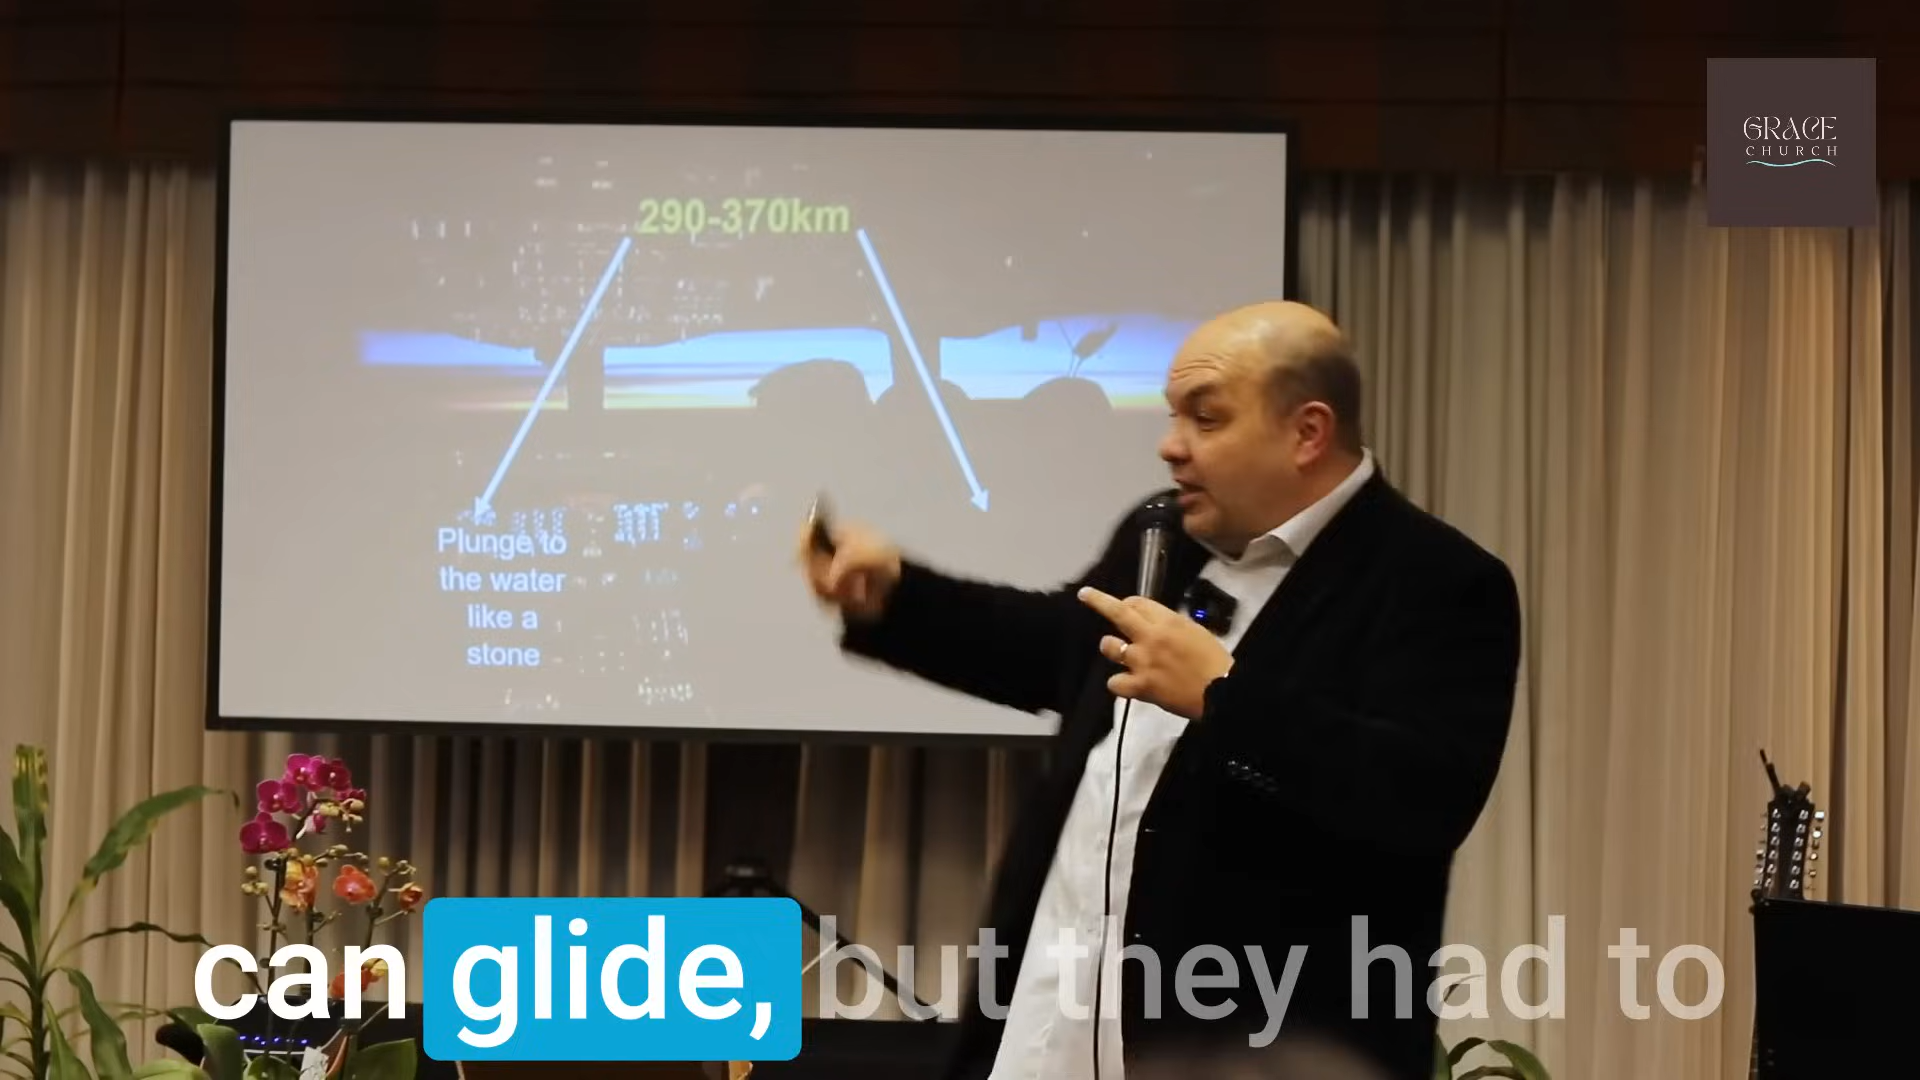 GRACE
CHURCH
290-370km
Plunge to
the water
like a
stone
can glide, but they had to